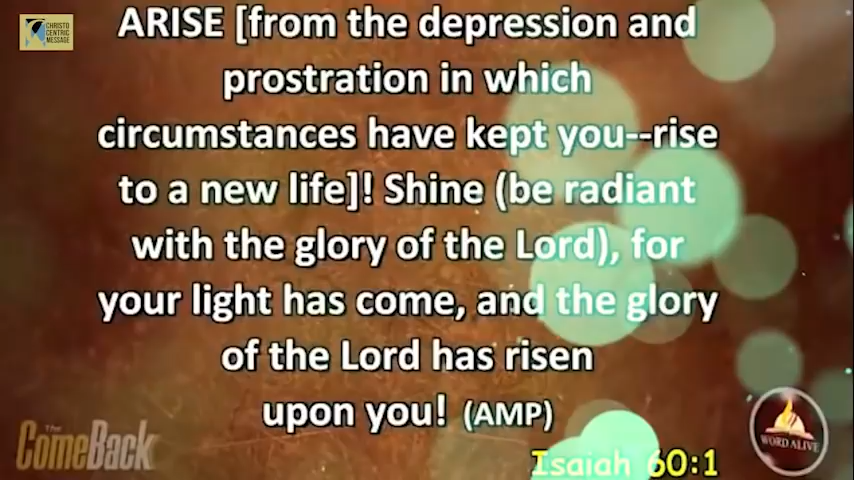 CHRISTO
CENTRIC
MESSAGE
ARISE [from the depression and
prostration in which
circumstances have kept you--rise
to a new life]! Shine (be radiant
with the glory of the Lord), for
your light has come, and the glory
of the Lord has risen
upon you! (AMP)
The
ComeBack
WORD ALIVE
Isaiah 60:1